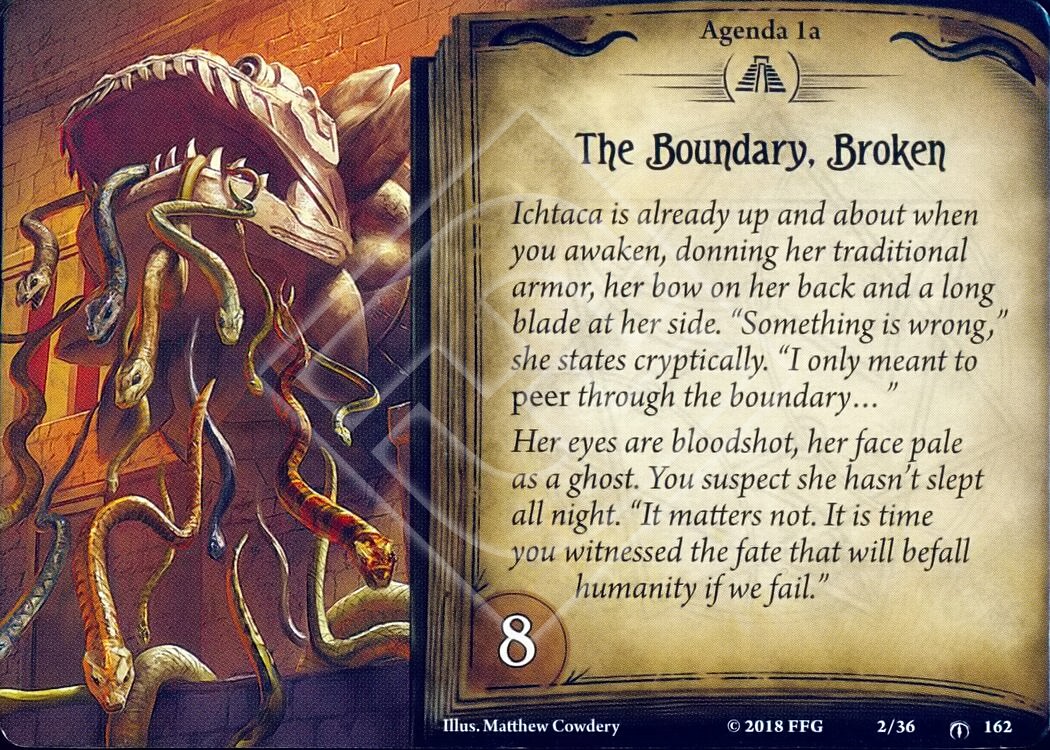 Agenda 1a
The Boundary, Broken
Ichtaca is already up and about when
you awaken, donning her traditional
armor, her bow on her back and a long
blade at her side. “Something is wrong,”
she states cryptically. “I only meant to
peer through the boundary…”
Her eyes are bloodshot, her face pale
as a ghost. You suspect she hasn’t slept
all night. “It matters not. It is time
you witnessed the fate that will befall
humanity if we fail.”
8
Illus. Matthew Cowdery © 2018 FFG 2/36 162